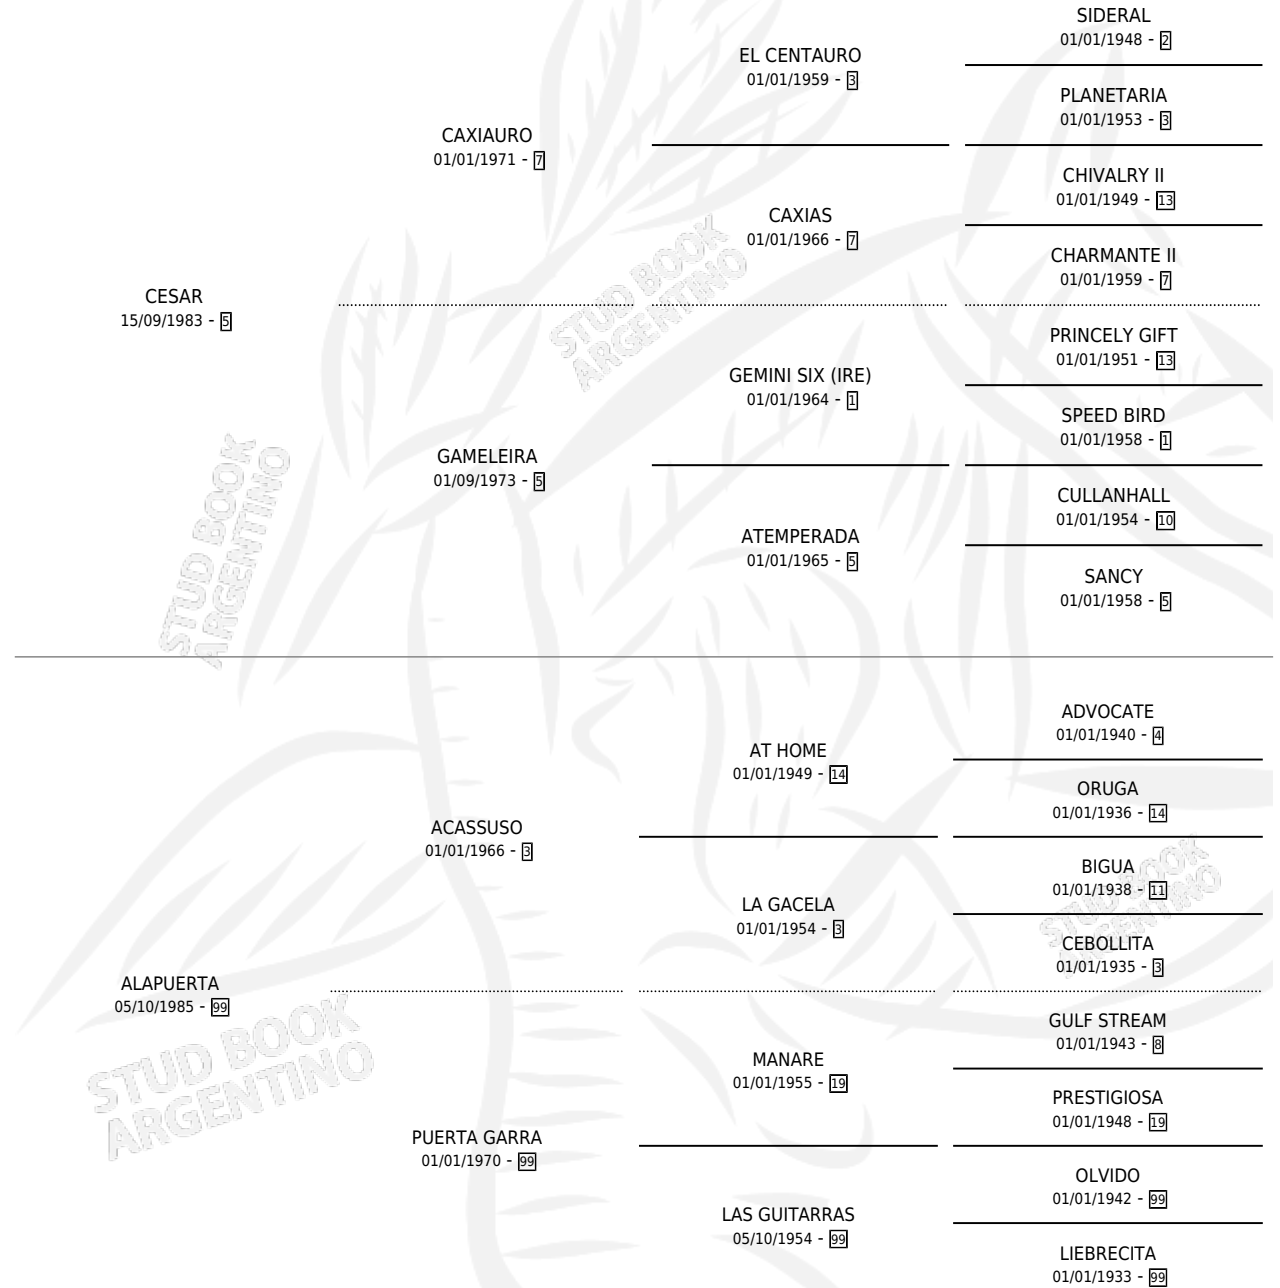 SIDERAL
01/01/1948 - 2
EL CENTAURO
01/01/1959 - 3
PLANETARIA
01/01/1953 - 3
CAXIAURO
01/01/1971 - 7
CHIVALRY II
01/01/1949 - 13
CAXIAS
01/01/1966 - 7
CHARMANTE II
01/01/1959 - 7
CESAR
15/09/1983 - 5
PRINCELY GIFT
01/01/1951 - 13
GEMINI SIX (IRE)
01/01/1964 - 1
SPEED BIRD
01/01/1958 - 1
GAMELEIRA
01/09/1973 - 5
CULLANHALL
01/01/1954 - 10
ATEMPERADA
01/01/1965 - 5
SANCY
01/01/1958 - 5
STUD BOOK
ARGENTINO
STUD BOOK
ARGENTINO
ADVOCATE
01/01/1940 - 4
AT HOME
01/01/1949 - 14
ORUGA
01/01/1936 - 14
ACASSUSO
01/01/1966 - 3
BIGUA
01/01/1938 - 11
LA GACELA
01/01/1954 - 3
CEBOLLITA
01/01/1935 - 3
STUD BOOK
ARGENTINO
ALAPUERTA
05/10/1985 - 99
GULF STREAM
01/01/1943 - 8
MANARE
01/01/1955 - 19
PRESTIGIOSA
01/01/1948 - 19
STUD BOOK
ARGENTINO
PUERTA GARRA
01/01/1970 - 99
OLVIDO
01/01/1942 - 99
LAS GUITARRAS
05/10/1954 - 99
LIEBRECITA
01/01/1933 - 99